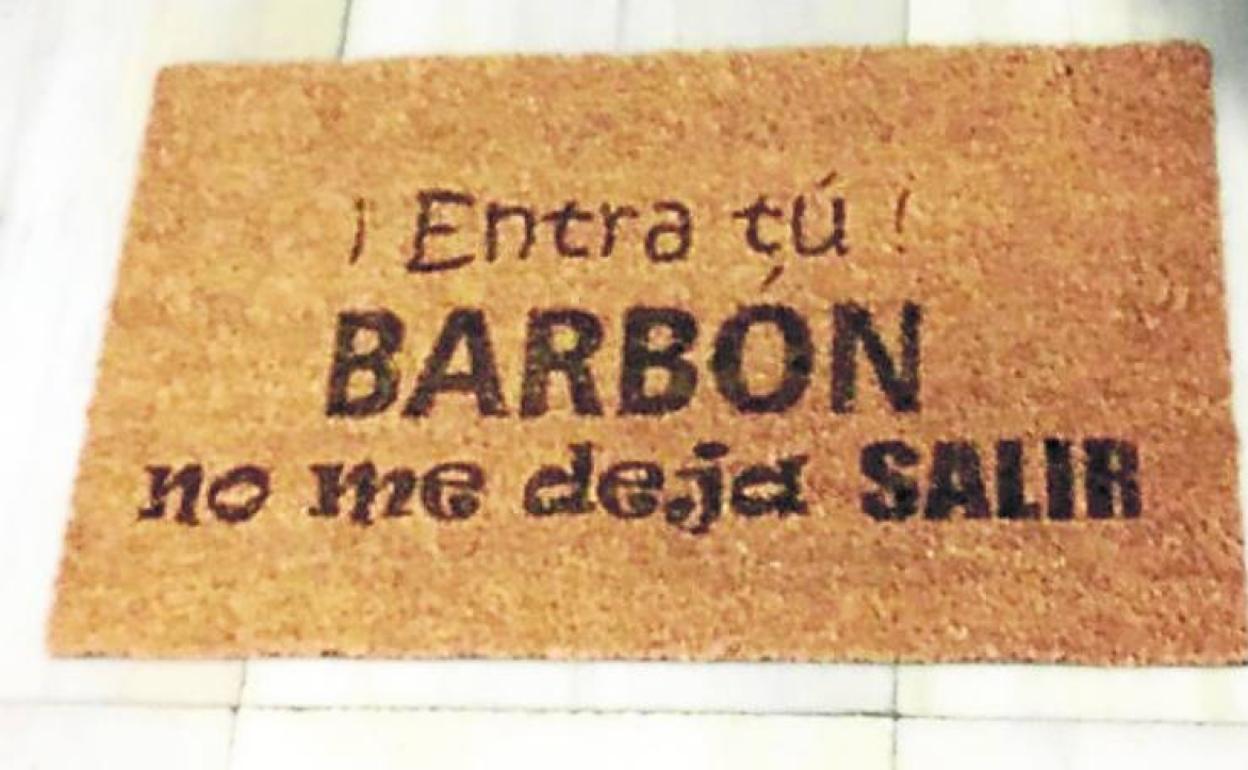 ¡ Entra tú !
BARBÓN
no me deja SALIR